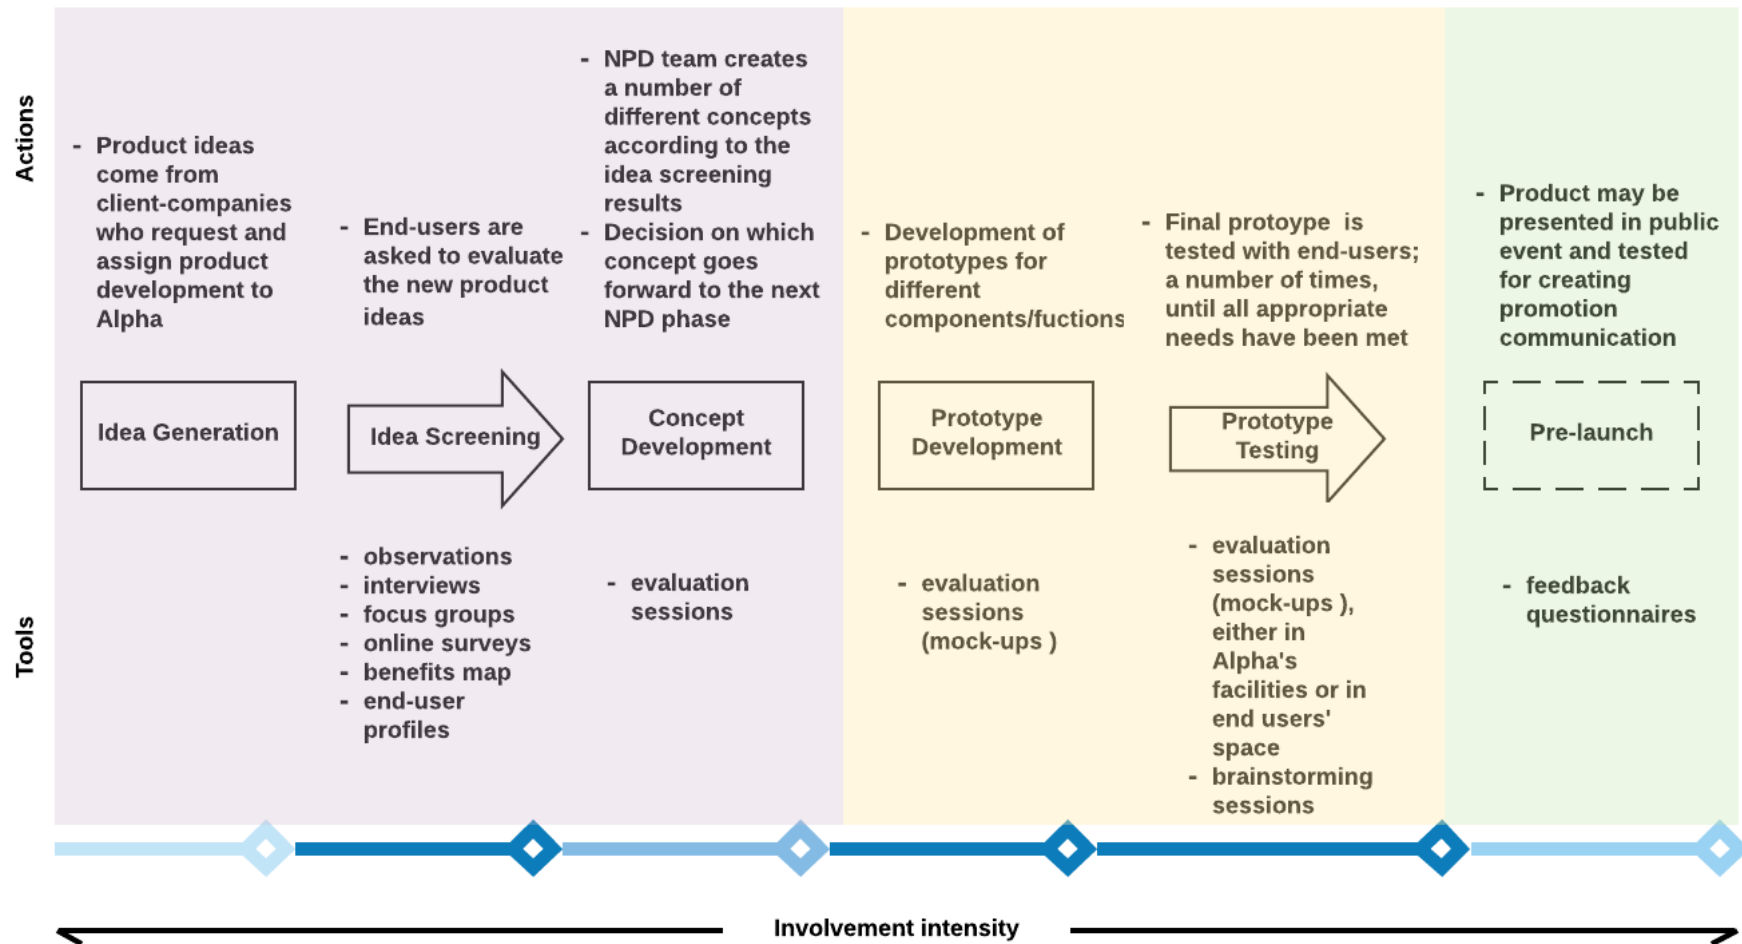 Actions
- Product ideas
come from
client-companies
who request and
assign product
development to
Alpha
- End-users are
asked to evaluate
the new product
ideas
- NPD team creates
a number of
different concepts
according to the
idea screening
results
- Decision on which
concept goes
forward to the next
NPD phase
- Development of
prototypes for
different
components/fuctions
- Final protoype is
tested with end-users;
a number of times,
until all appropriate
needs have been met
- Product may be
presented in public
event and tested
for creating
promotion
communication
Idea Generation
Idea Screening
Concept
Development
Prototype
Development
Prototype
Testing
Pre-launch
Tools
- observations
- interviews
- focus groups
- online surveys
- benefits map
- end-user
profiles
- evaluation
sessions
- evaluation
sessions
(mock-ups )
- evaluation
sessions
(mock-ups ),
either in
Alpha's
facilities or in
end users'
space
- brainstorming
sessions
- feedback
questionnaires
Involvement intensity